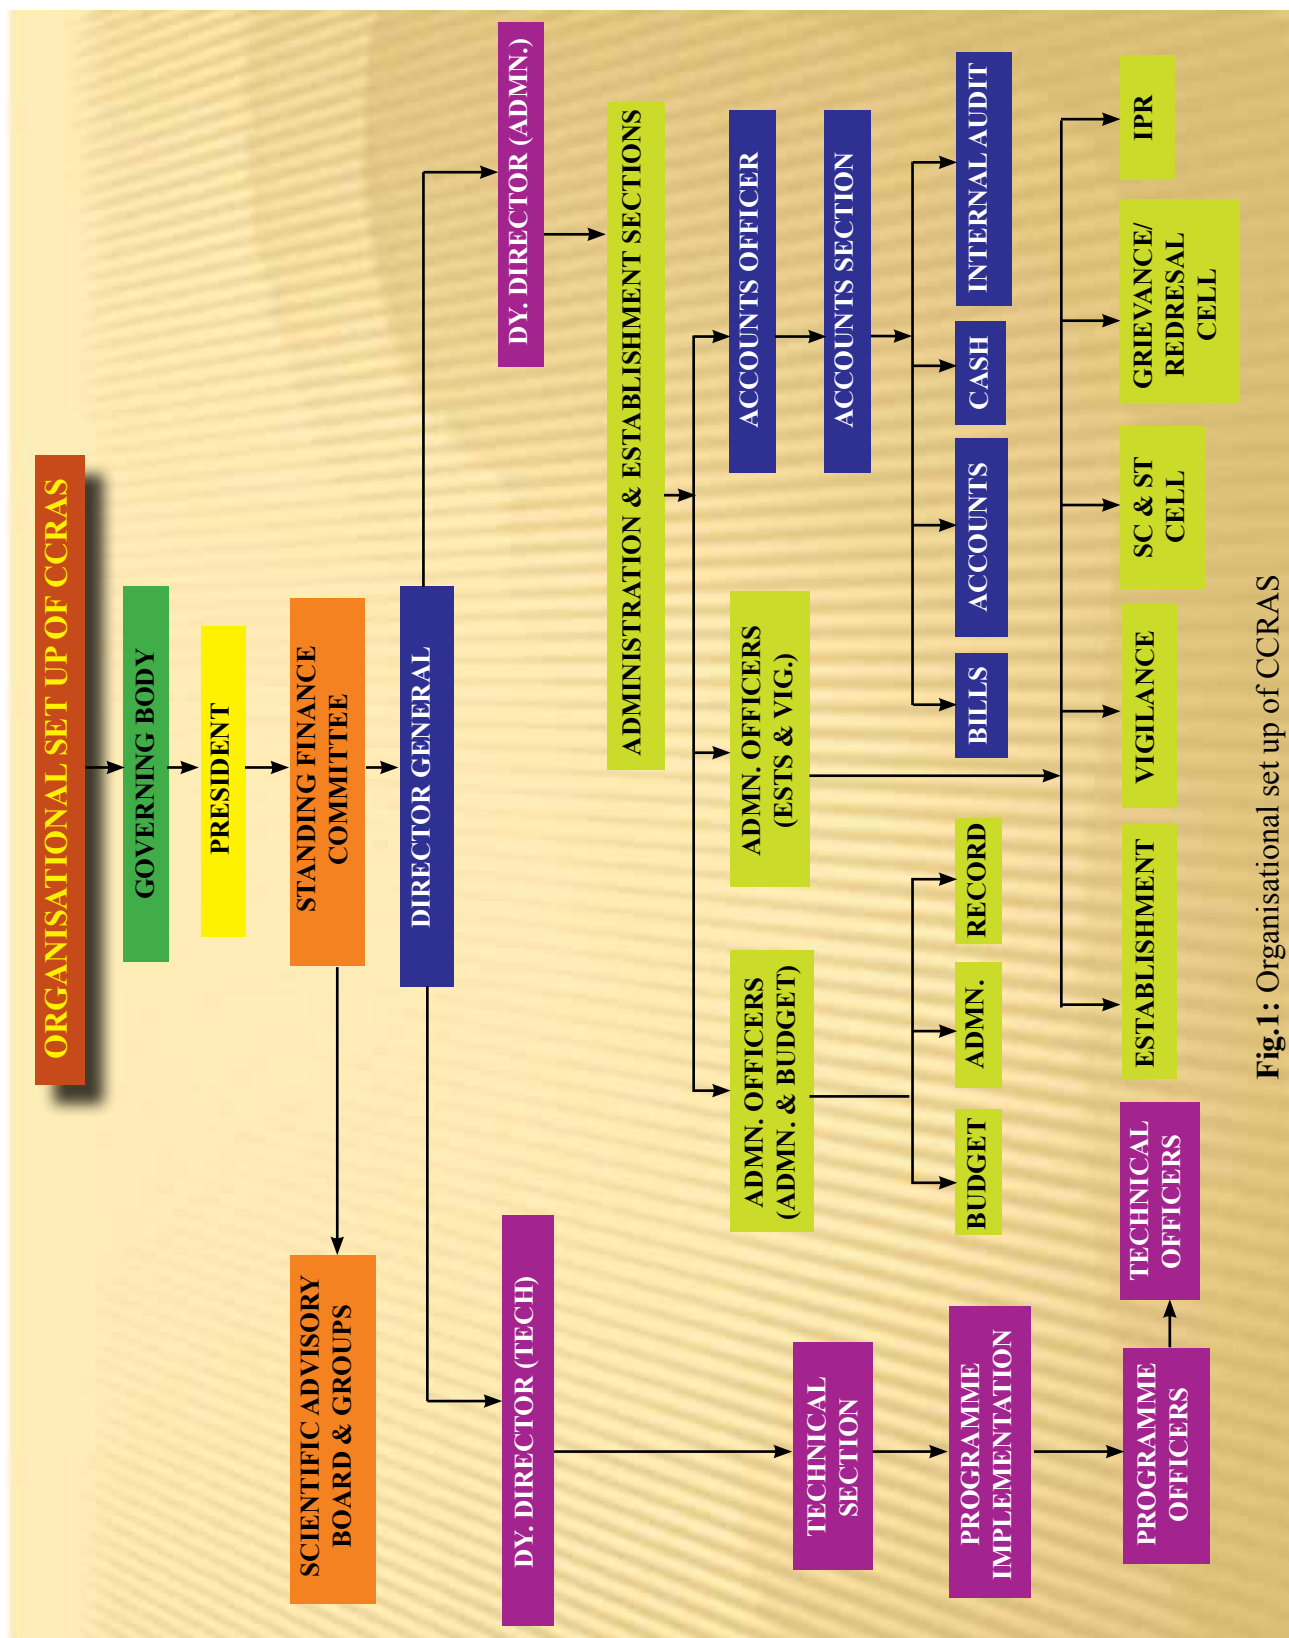 ORGANISATIONAL SET UP OF CCRAS
GOVERNING BODY
PRESIDENT
STANDING FINANCE
COMMITTEE
SCIENTIFIC ADVISORY
BOARD & GROUPS
DIRECTOR GENERAL
DY. DIRECTOR (TECH)
DY. DIRECTOR (ADMN.)
ADMINISTRATION & ESTABLISHMENT SECTIONS
TECHNICAL
SECTION
ADMN. OFFICERS
(ADMN. & BUDGET)
ADMN. OFFICERS
(ESTS & VIG.)
ACCOUNTS OFFICER
ACCOUNTS SECTION
PROGRAMME
IMPLEMENTATION
BUDGET
ADMN.
RECORD
BILLS
ACCOUNTS
CASH
INTERNAL AUDIT
PROGRAMME
OFFICERS
TECHNICAL
OFFICERS
ESTABLISHMENT
VIGILANCE
SC & ST
CELL
GRIEVANCE/
REDRESAL
CELL
IPR
Fig.1: Organisational set up of CCRAS